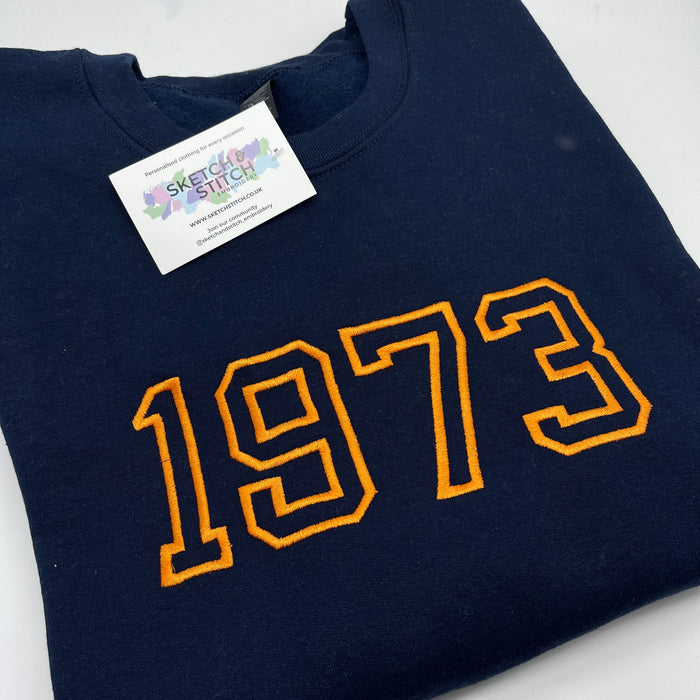 Personalised clothing for every occasion
SKETCH &
STITCH
EMBROIDERY
WWW.SKETCHSTITCH.CO.UK
Join our community
@sketchandstitch_embroidery
1973